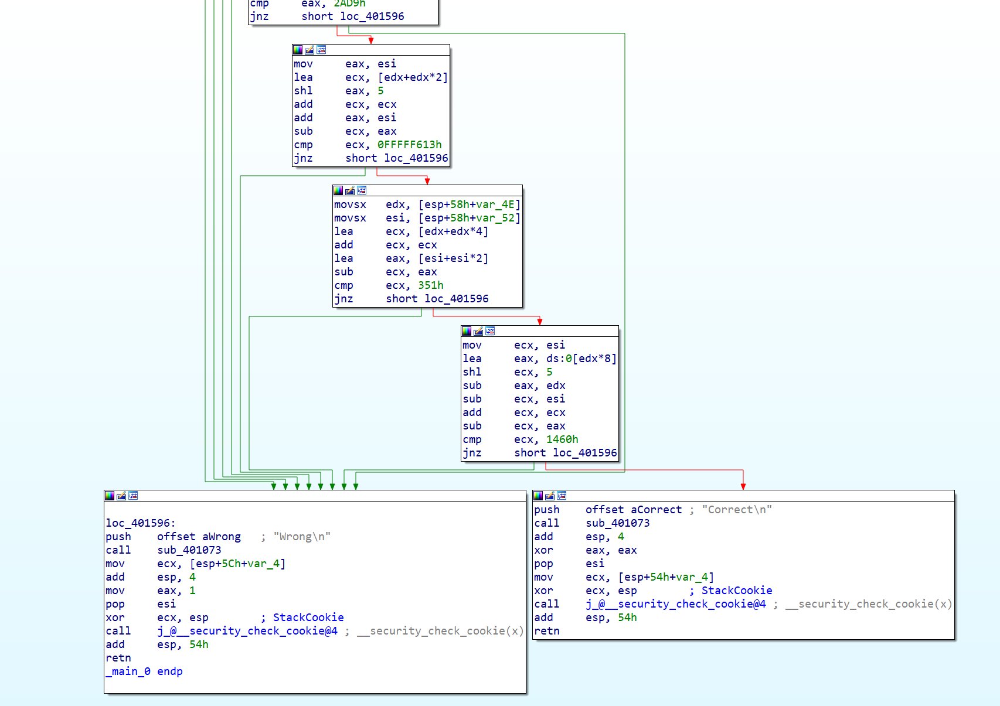 cmp eax, 2AD9h
jnz short loc_401596
mov eax, esi
lea ecx, [edx+edx*2]
shl eax, 5
add ecx, ecx
add eax, esi
sub ecx, eax
cmp ecx, 0FFFFF613h
jnz short loc_401596
movsx edx, [esp+58h+var_4E]
movsx esi, [esp+58h+var_52]
lea ecx, [edx+edx*4]
add ecx, ecx
lea eax, [esi+esi*2]
sub ecx, eax
cmp ecx, 351h
jnz short loc_401596
mov ecx, esi
lea eax, ds:0[edx*8]
shl ecx, 5
sub eax, edx
sub ecx, esi
add ecx, ecx
sub ecx, eax
cmp ecx, 1460h
jnz short loc_401596
loc_401596:
push offset aWrong ; "Wrong\n"
call sub_401073
mov ecx, [esp+5Ch+var_4]
add esp, 4
mov eax, 1
pop esi
xor ecx, esp ; StackCookie
call j_@__security_check_cookie@4 ; __security_check_cookie(x)
add esp, 54h
retn
_main_0 endp
push offset aCorrect ; "Correct\n"
call sub_401073
add esp, 4
xor eax, eax
pop esi
mov ecx, [esp+54h+var_4]
xor ecx, esp ; StackCookie
call j_@__security_check_cookie@4 ; __security_check_cookie(x)
add esp, 54h
retn